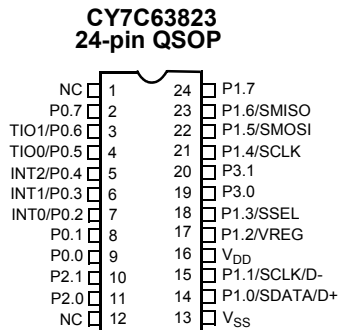 CY7C63823
24-pin QSOP
NC 1 24 P1.7
P0.7 2 23 P1.6/SMISO
TIO1/P0.6 3 22 P1.5/SMOSI
TIO0/P0.5 4 21 P1.4/SCLK
INT2/P0.4 5 20 P3.1
INT1/P0.3 6 19 P3.0
INT0/P0.2 7 18 P1.3/SSEL
P0.1 8 17 P1.2/VREG
P0.0 9 16 VDD
P2.1 10 15 P1.1/SCLK/D-
P2.0 11 14 P1.0/SDATA/D+
NC 12 13 VSS